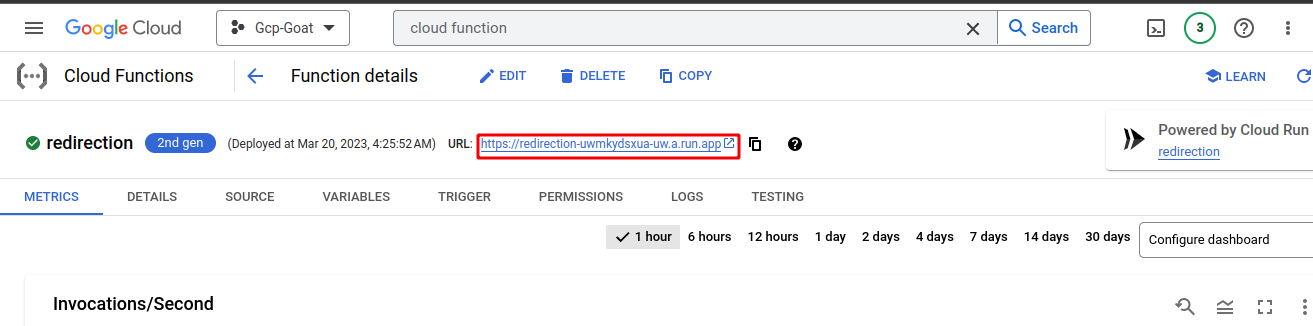 Google Cloud Gcp-Goat cloud function Search 3
Cloud Functions Function details EDIT DELETE COPY LEARN
redirection 2nd gen (Deployed at Mar 20, 2023, 4:25:52 AM) URL: https://redirection-uwmkydsxua-uw.a.run.app
Powered by Cloud Run
redirection
METRICS DETAILS SOURCE VARIABLES TRIGGER PERMISSIONS LOGS TESTING
1 hour 6 hours 12 hours 1 day 2 days 4 days 7 days 14 days 30 days Configure dashboard
Invocations/Second